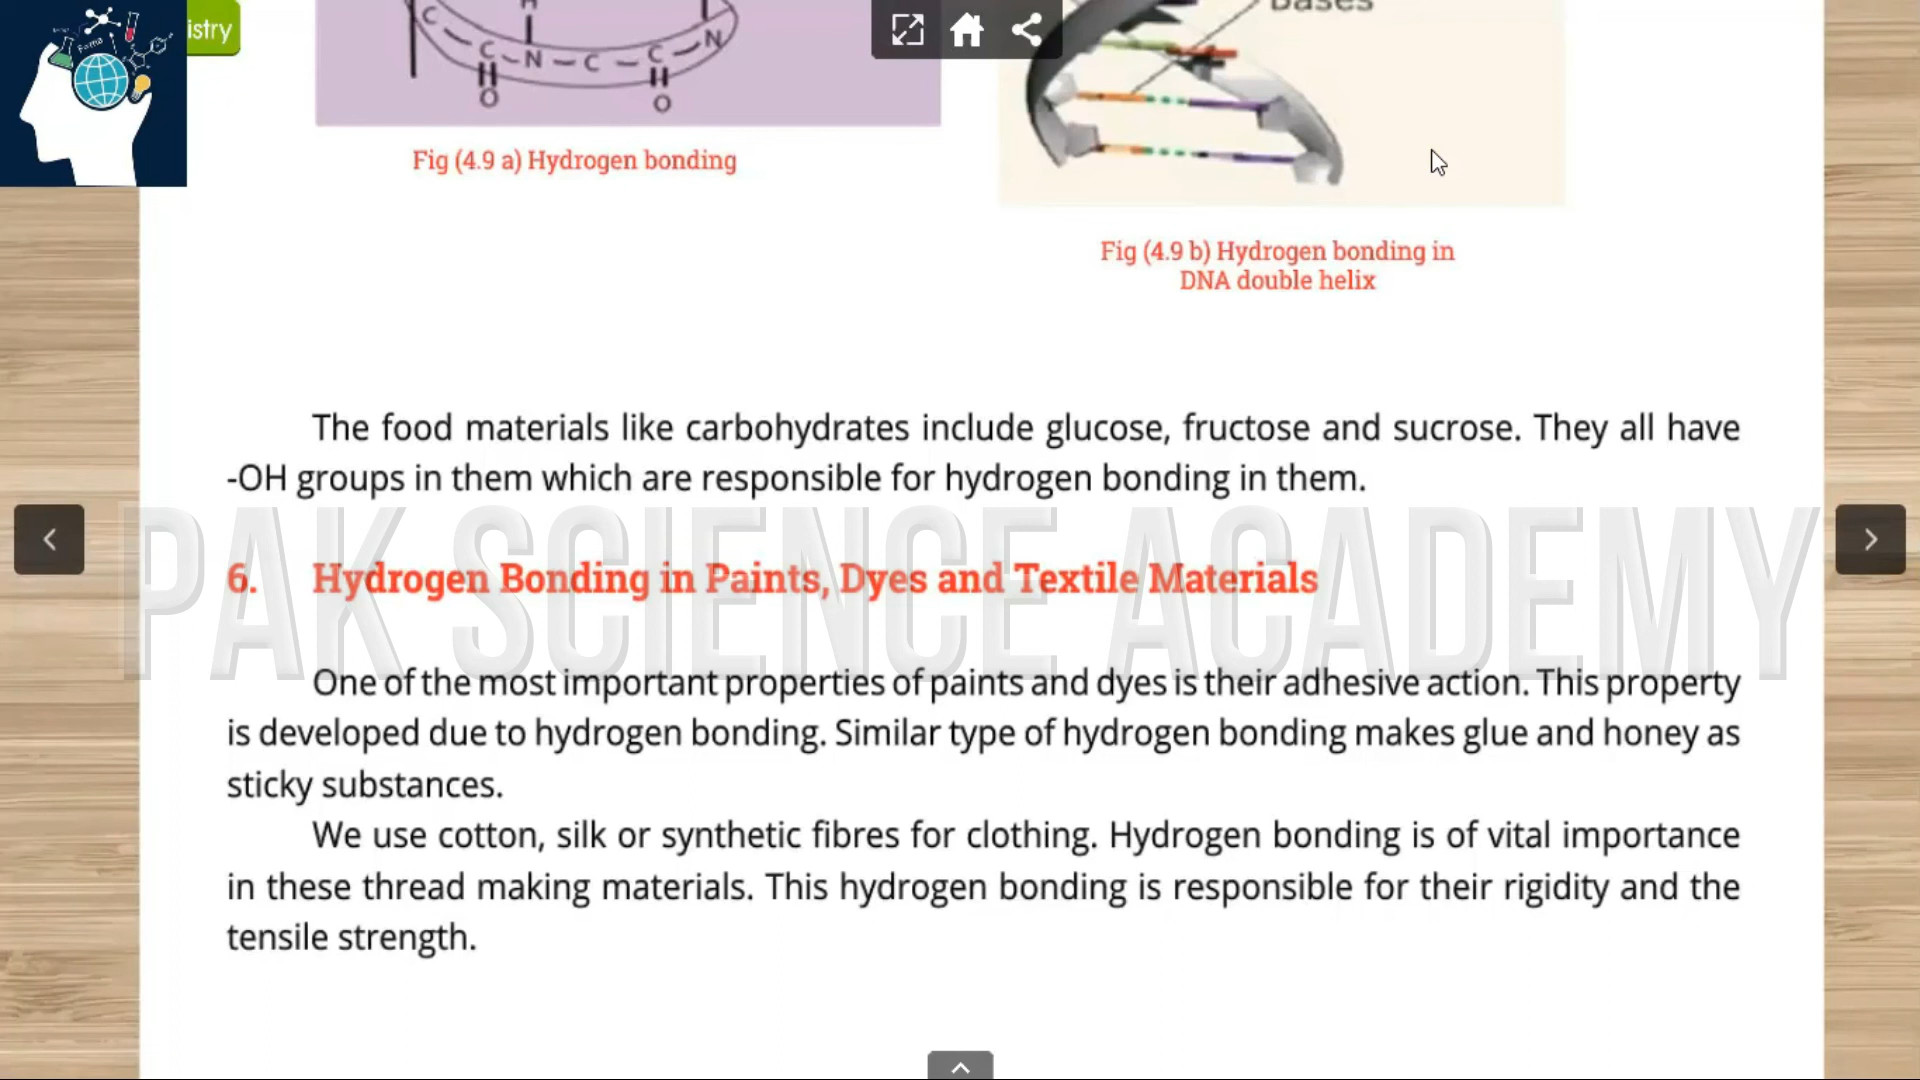 istry
Bases
H
C – C – N – C – C – N
O
O
Fig (4.9 a) Hydrogen bonding
Fig (4.9 b) Hydrogen bonding in
DNA double helix
The food materials like carbohydrates include glucose, fructose and sucrose. They all have
-OH groups in them which are responsible for hydrogen bonding in them.
PAK SCIENCE ACADEMY
6. Hydrogen Bonding in Paints, Dyes and Textile Materials
One of the most important properties of paints and dyes is their adhesive action. This property
is developed due to hydrogen bonding. Similar type of hydrogen bonding makes glue and honey as
sticky substances.
We use cotton, silk or synthetic fibres for clothing. Hydrogen bonding is of vital importance
in these thread making materials. This hydrogen bonding is responsible for their rigidity and the
tensile strength.